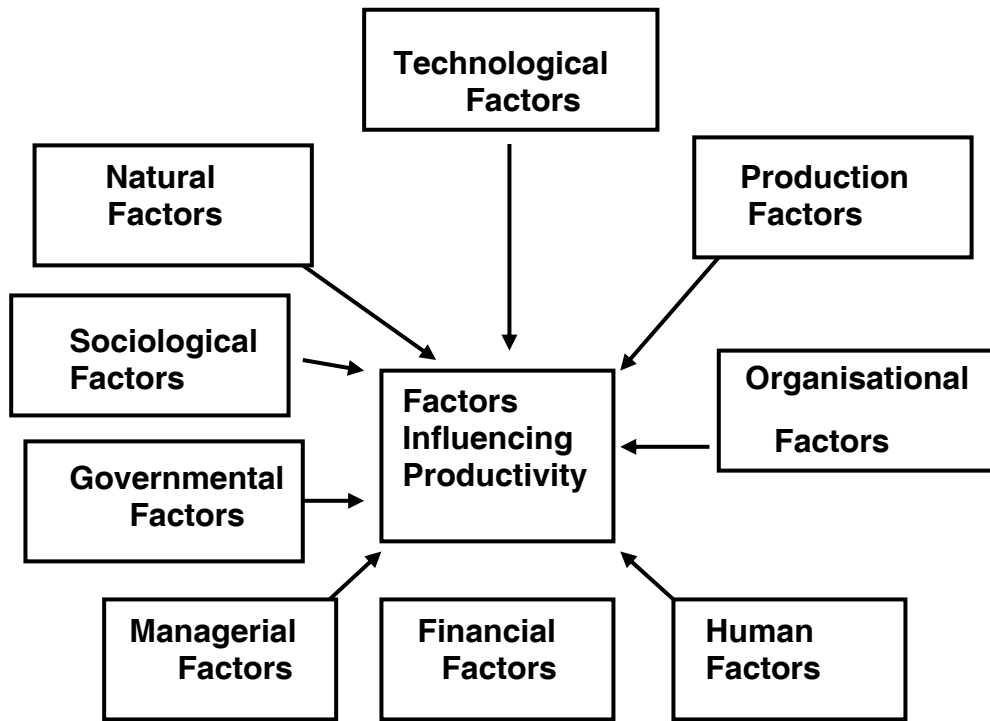 Technological
Factors
Natural
Factors
Production
Factors
Sociological
Factors
Factors
Influencing
Productivity
Organisational
Factors
Governmental
Factors
Managerial
Factors
Financial
Factors
Human
Factors